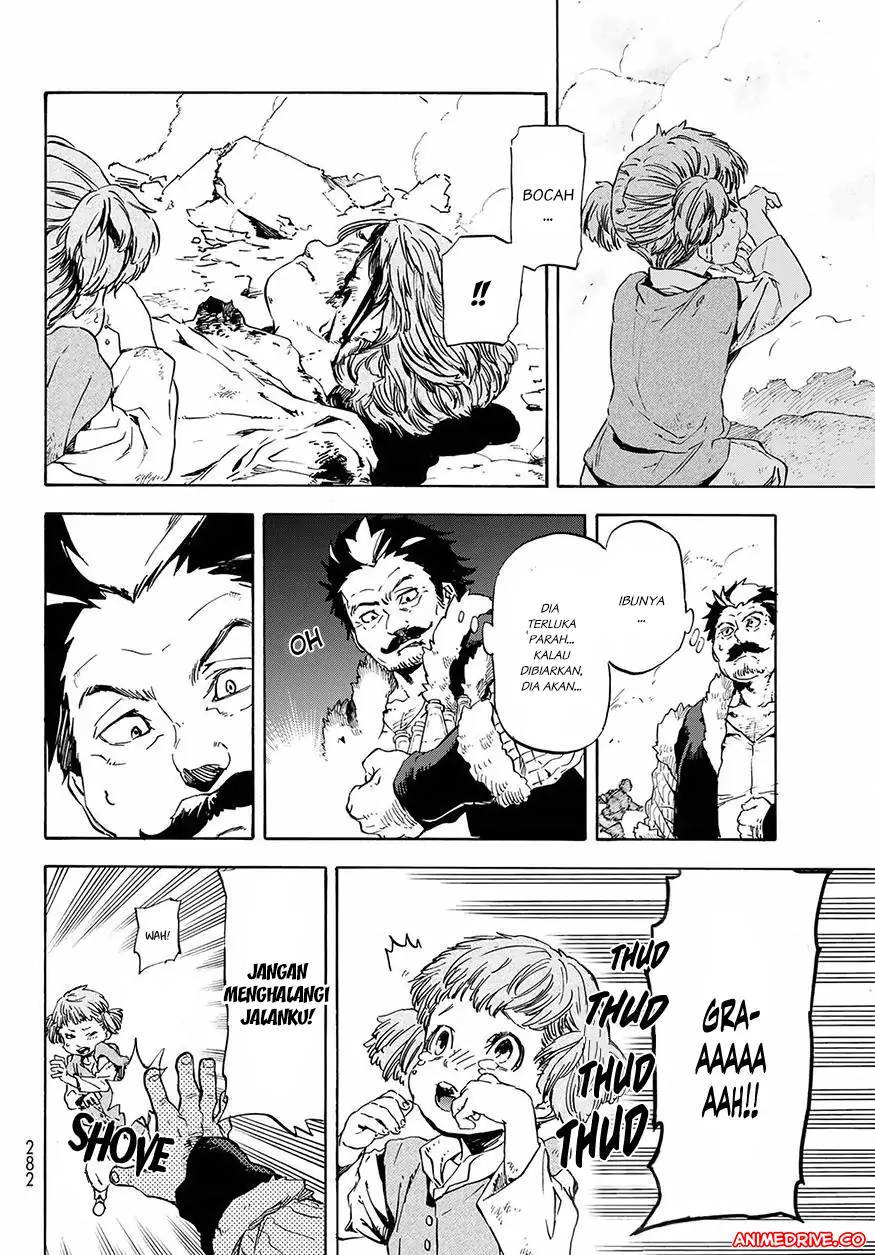 BOCAH
...
!!
IBUNYA
...
DIA
TERLUKA
PARAH...
KALAU
DIBIARKAN,
DIA AKAN...
OH
GRA-
AAAAA
AAH!!
THUD
THUD
THUD
THUD
JANGAN
MENGHALANGI
JALANKU!
WAH!
SHOVE
282
ANIMEDRIVE.CO